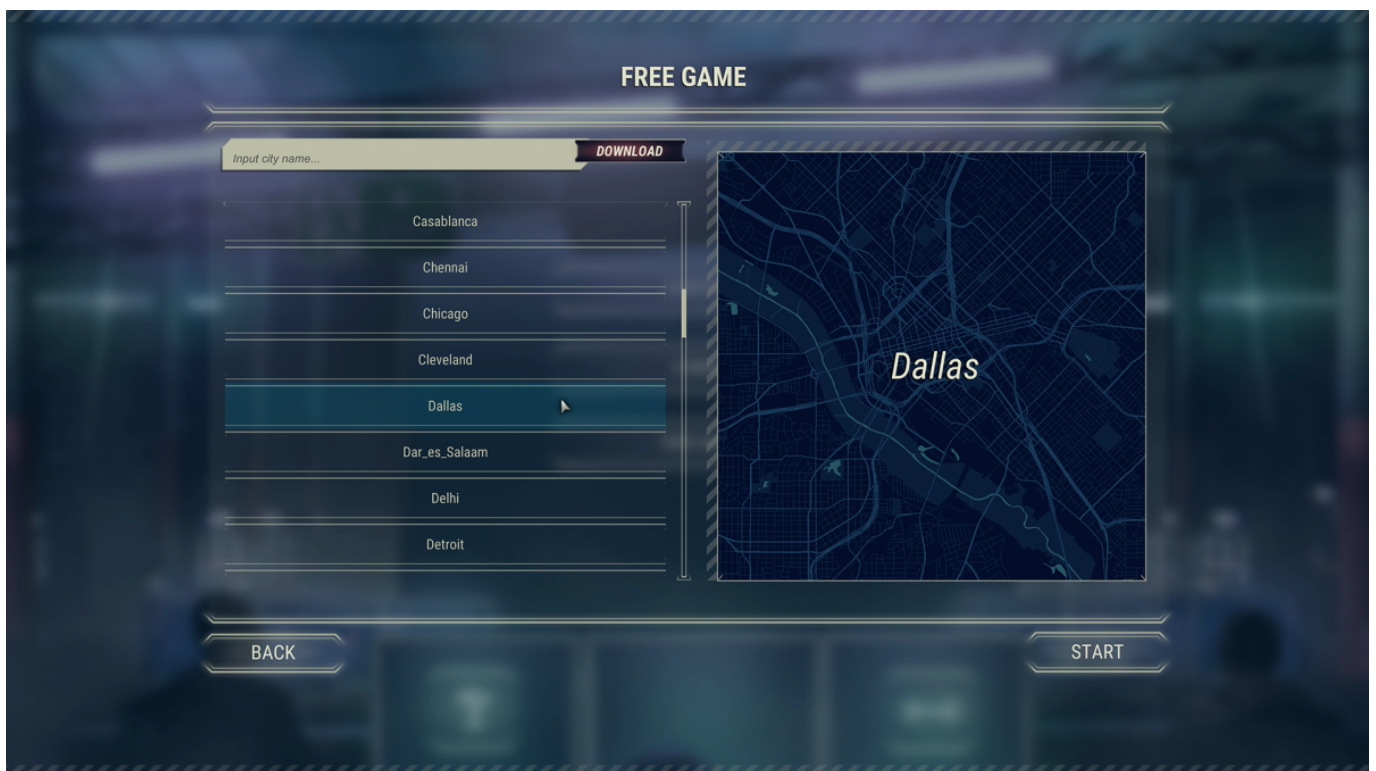 FREE GAME
Input city name...
DOWNLOAD
Casablanca
Chennai
Chicago
Cleveland
Dallas
Dar_es_Salaam
Delhi
Detroit
Dallas
BACK
START